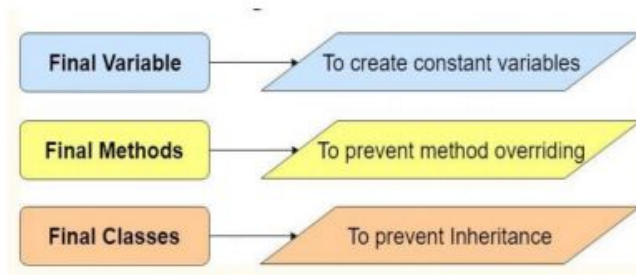 Final Variable To create constant variables
Final Methods To prevent method overriding
Final Classes To prevent Inheritance